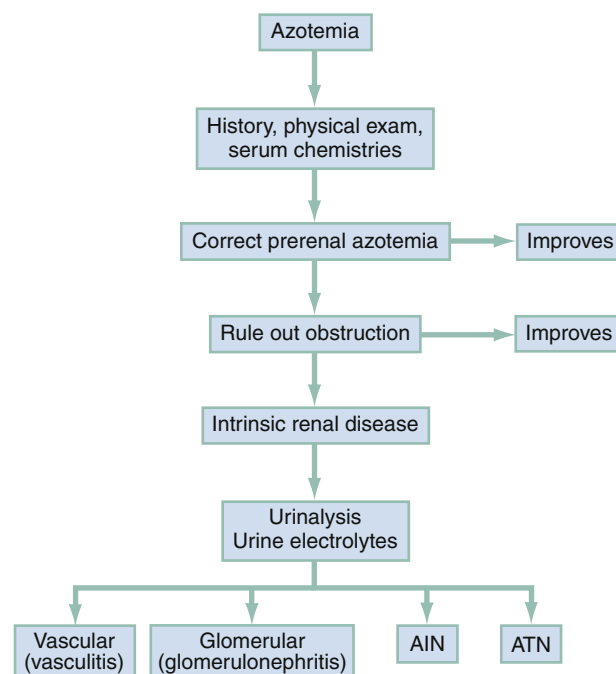 Azotemia
History, physical exam,
serum chemistries
Correct prerenal azotemia
Improves
Rule out obstruction
Improves
Intrinsic renal disease
Urinalysis
Urine electrolytes
Vascular
(vasculitis)
Glomerular
(glomerulonephritis)
AIN
ATN